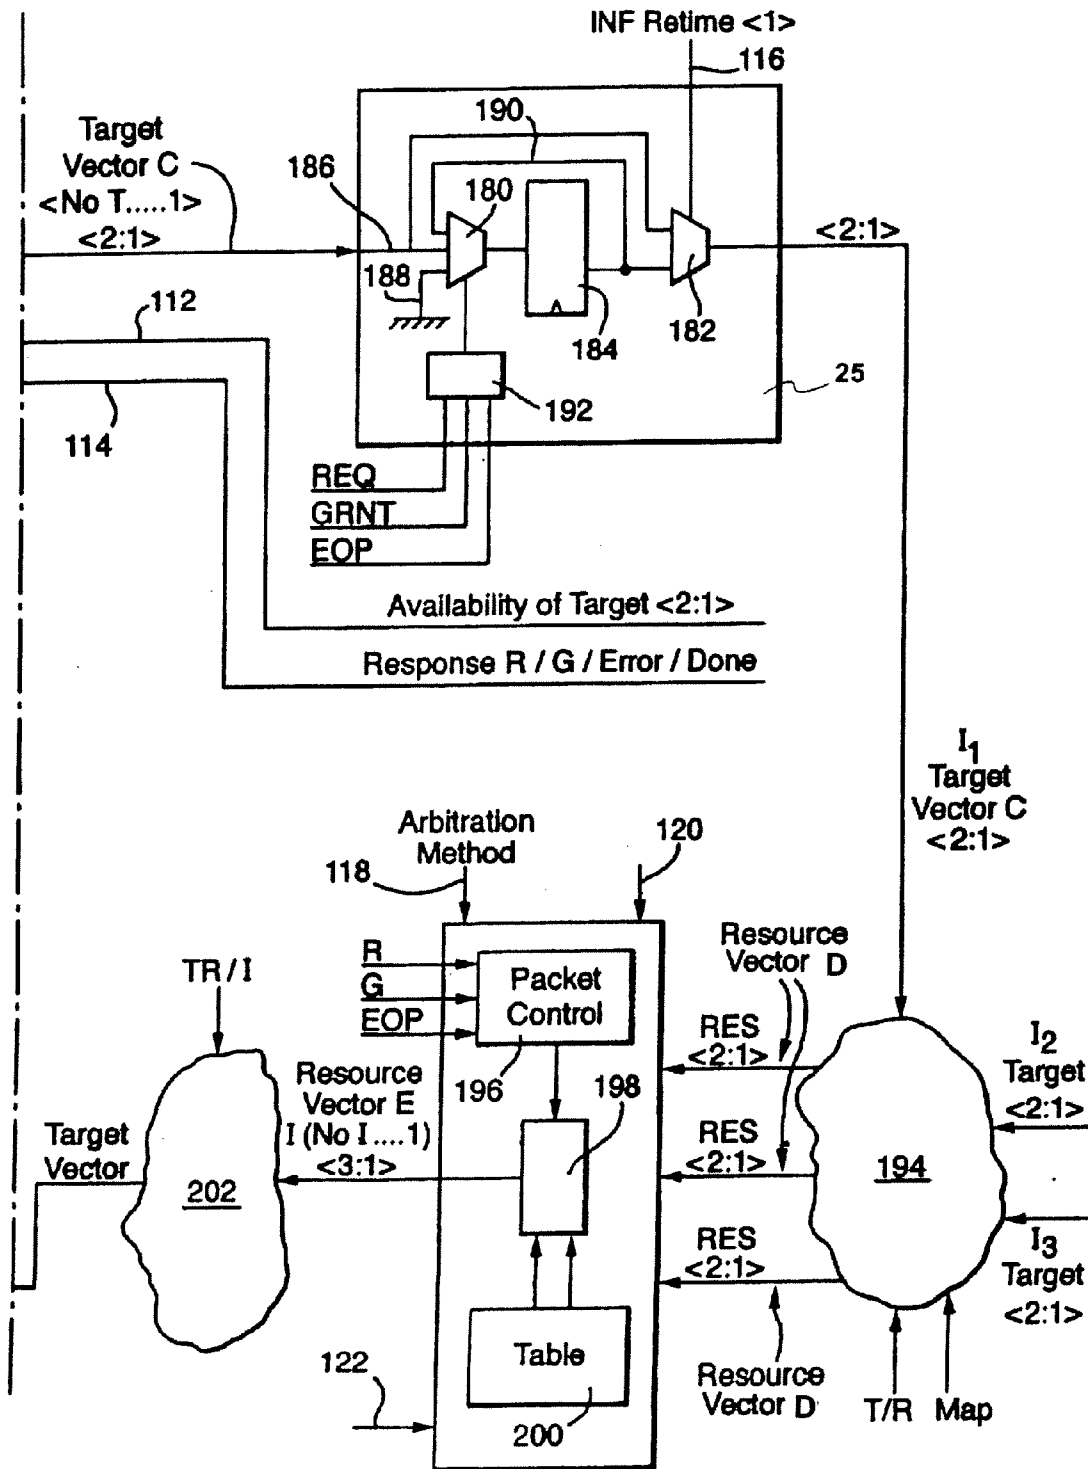 INF Retime <1>
116
Target
Vector C
<No T.....1>
<2:1>
186
190
180
188
184
182
<2:1>
192
25
112
114
REQ
GRNT
EOP
Availability of Target <2:1>
Response R / G / Error / Done
I1
Target
Vector C
<2:1>
Arbitration
Method
118
120
R
G
EOP
Packet
Control
196
198
Resource
Vector D
RES
<2:1>
RES
<2:1>
RES
<2:1>
194
I2
Target
<2:1>
I3
Target
<2:1>
TR / I
Resource
Vector E
I (No I ....1)
<3:1>
Target
Vector
202
Table
200
122
Resource
Vector D
T/R
Map